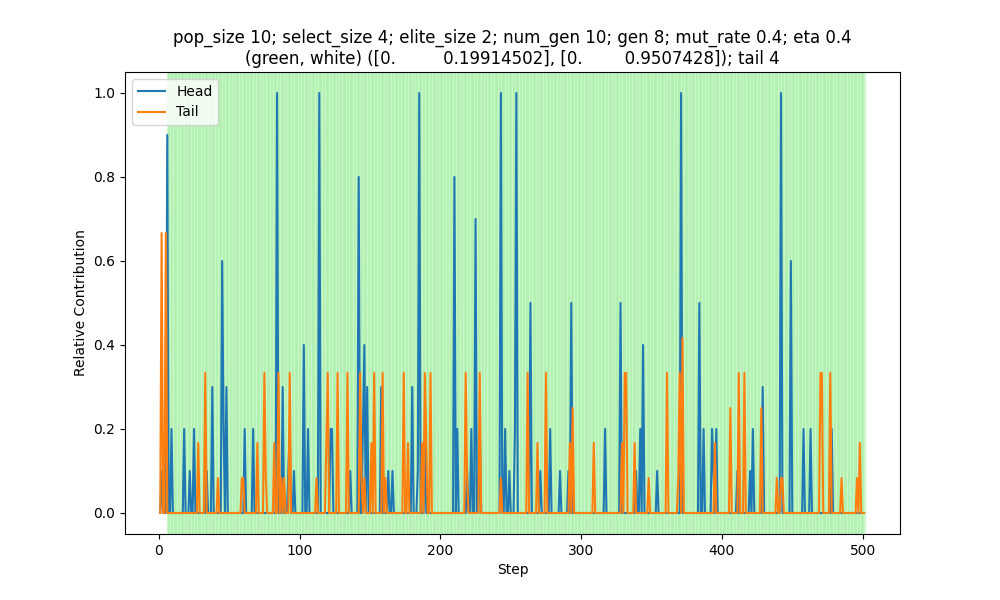 pop_size 10; select_size 4; elite_size 2; num_gen 10; gen 8; mut_rate 0.4; eta 0.4
(green, white) ([0. 0.19914502], [0. 0.9507428]); tail 4
Head
Tail
1.0
0.8
0.6
0.4
0.2
0.0
Relative Contribution
0 100 200 300 400 500
Step